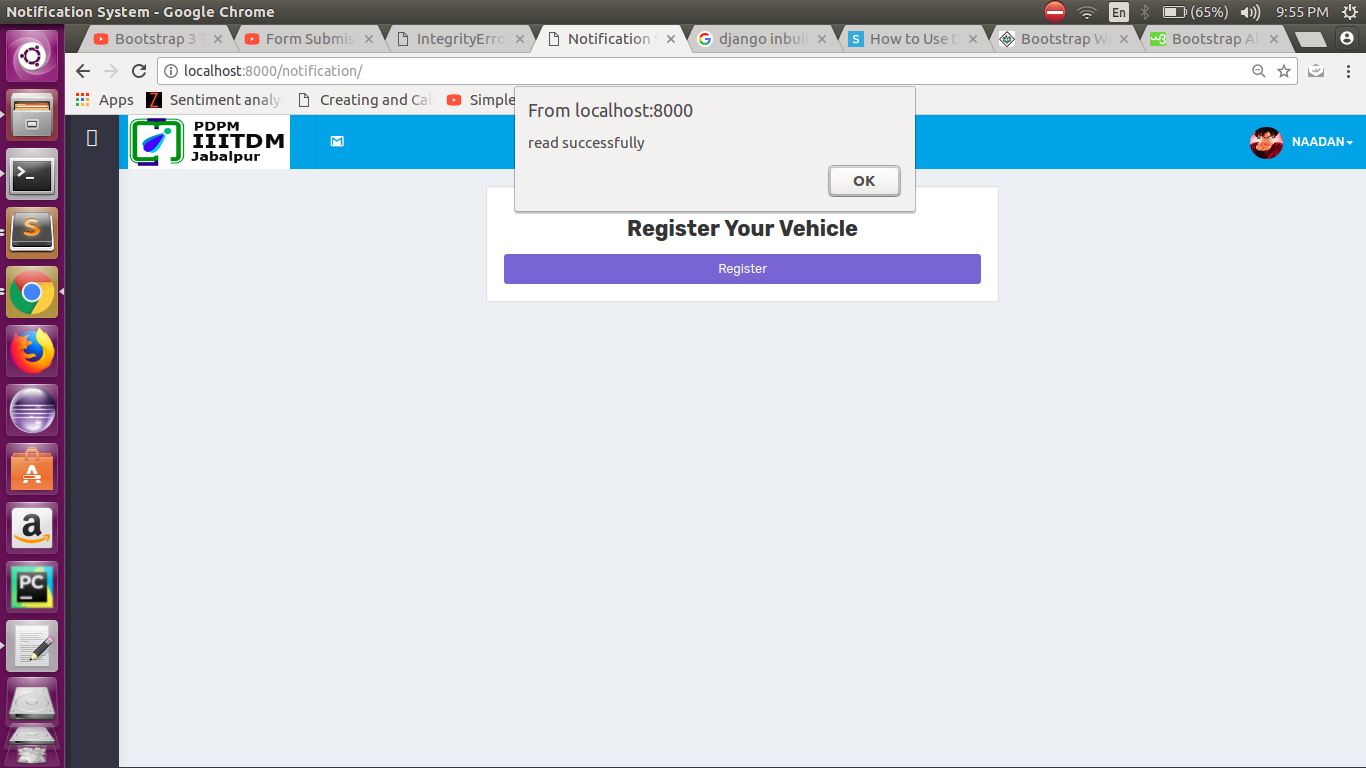 Notification System - Google Chrome
En
(65%)
9:55 PM
Bootstrap 3 T
Form Submis
IntegrityErro
Notification S
django inbuil
How to Use D
Bootstrap W
Bootstrap Al
localhost:8000/notification/
Apps
Sentiment analy
Creating and Cal
Simple
From localhost:8000
read successfully
OK
PDPM
IIITDM
Jabalpur
NAADAN
Register Your Vehicle
Register
S
a
PC